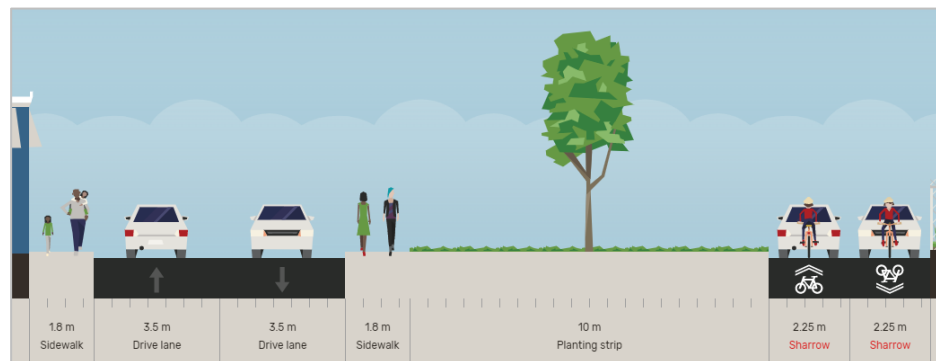 1.8 m
Sidewalk
3.5 m
Drive lane
3.5 m
Drive lane
1.8 m
Sidewalk
10 m
Planting strip
2.25 m
Sharrow
2.25 m
Sharrow